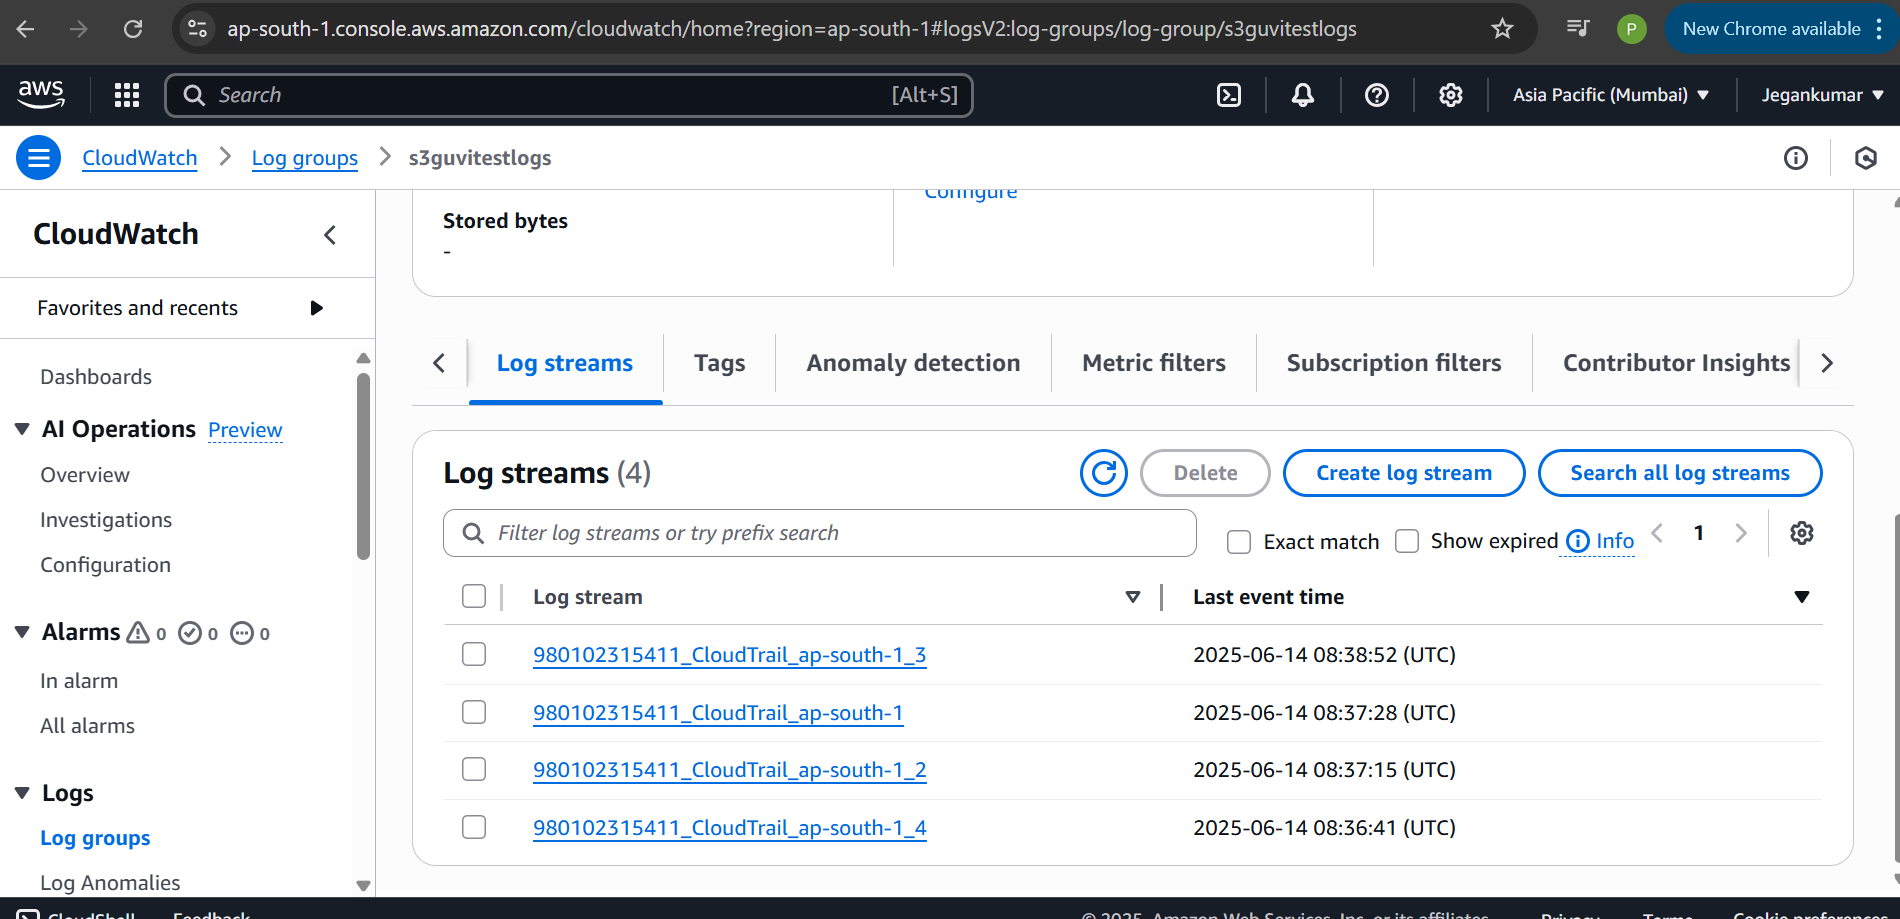 ap-south-1.console.aws.amazon.com/cloudwatch/home?region=ap-south-1#logsV2:log-groups/log-group/s3guvitestlogs
P
New Chrome available
aws
Search
[Alt+S]
Asia Pacific (Mumbai)
Jegankumar
CloudWatch
Log groups
s3guvitestlogs
CloudWatch
Favorites and recents
Dashboards
AI Operations Preview
Overview
Investigations
Configuration
Alarms 0 0 0
In alarm
All alarms
Logs
Log groups
Log Anomalies
Configure
Stored bytes
-
Log streams
Tags
Anomaly detection
Metric filters
Subscription filters
Contributor Insights
Log streams (4)
Delete
Create log stream
Search all log streams
Filter log streams or try prefix search
Exact match
Show expired
Info
1
Log stream
Last event time
980102315411_CloudTrail_ap-south-1_3 2025-06-14 08:38:52 (UTC)
980102315411_CloudTrail_ap-south-1 2025-06-14 08:37:28 (UTC)
980102315411_CloudTrail_ap-south-1_2 2025-06-14 08:37:15 (UTC)
980102315411_CloudTrail_ap-south-1_4 2025-06-14 08:36:41 (UTC)
CloudShell
Feedback
© 2025, Amazon Web Services, Inc. or its affiliates.
Privacy
Terms
Cookie preferences